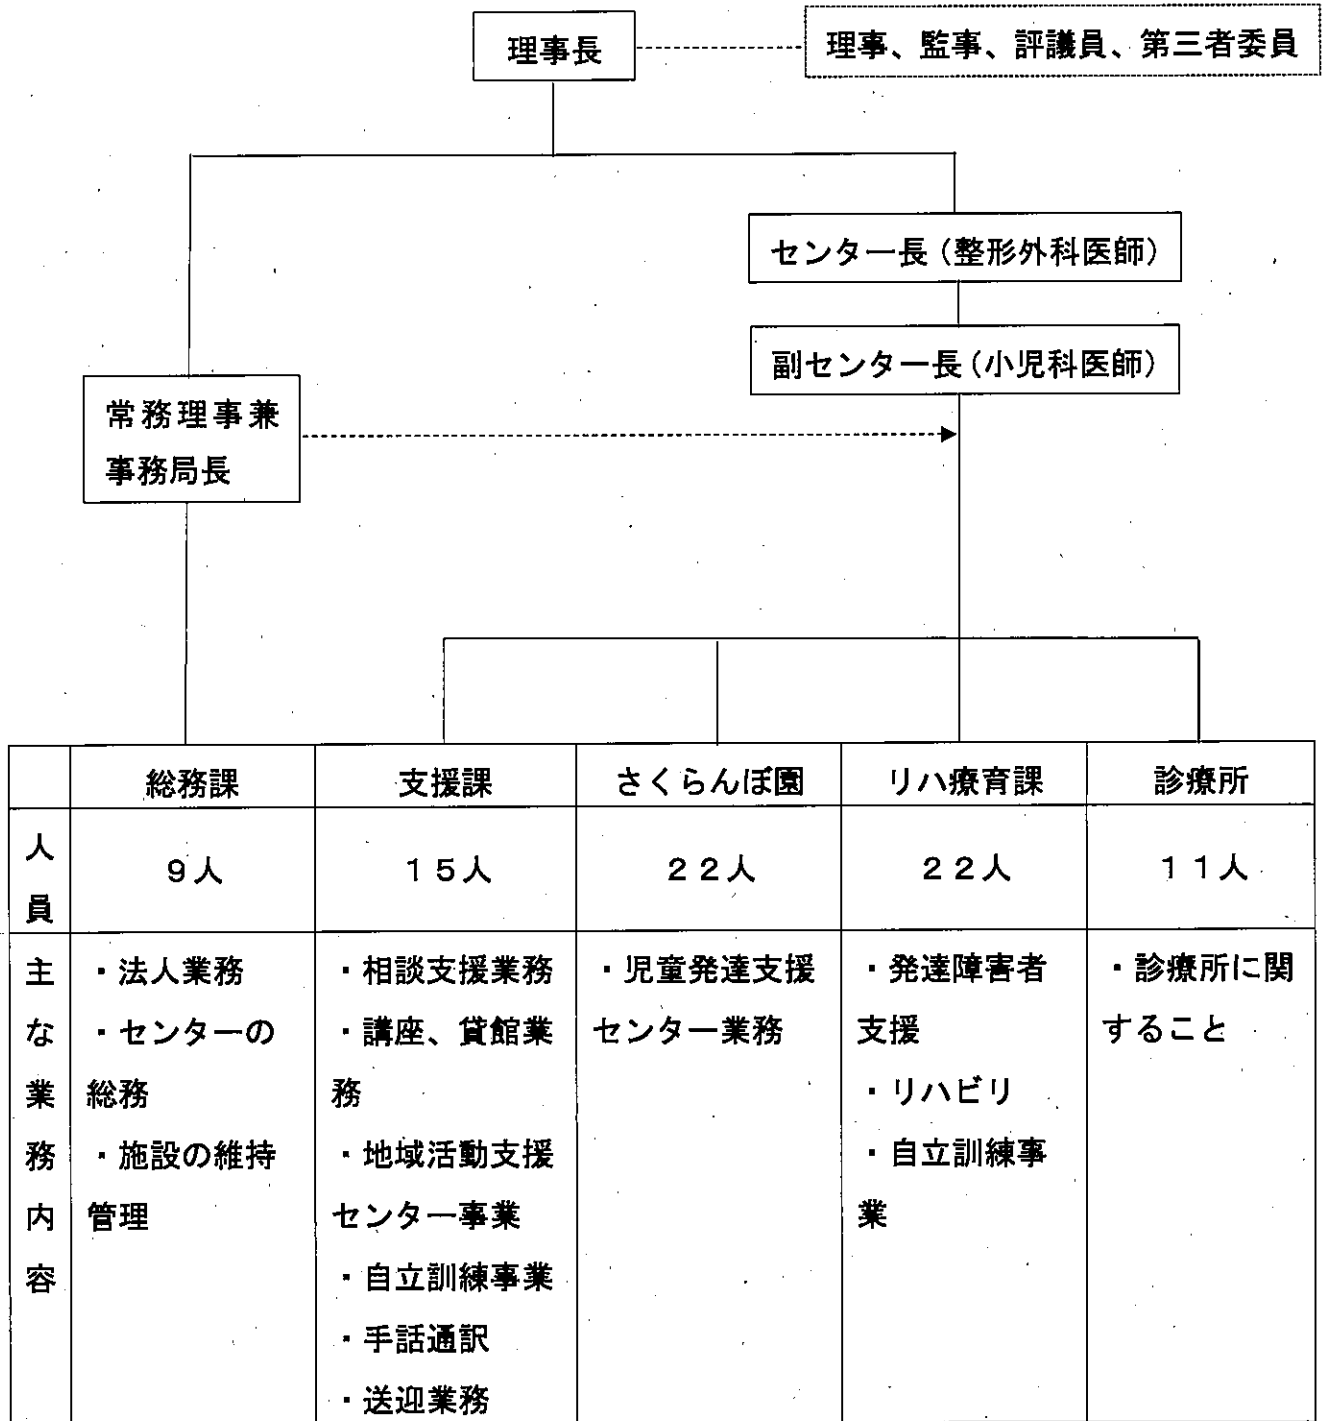 理事長
理事、監事、評議員、第三者委員
センター長（整形外科医師）
副センター長（小児科医師）
常務理事兼
事務局長
総務課
支援課
さくらんぼ園
リハ療育課
診療所
人員
９人
１５人
２２人
２２人
１１人
主な業務内容
・法人業務
・センターの
総務
・施設の維持
管理
・相談支援業務
・講座、貸館業
務
・地域活動支援
センター事業
・自立訓練事業
・手話通訳
・送迎業務
・児童発達支援
センター業務
・発達障害者
支援
・リハビリ
・自立訓練事
業
・診療所に関
すること